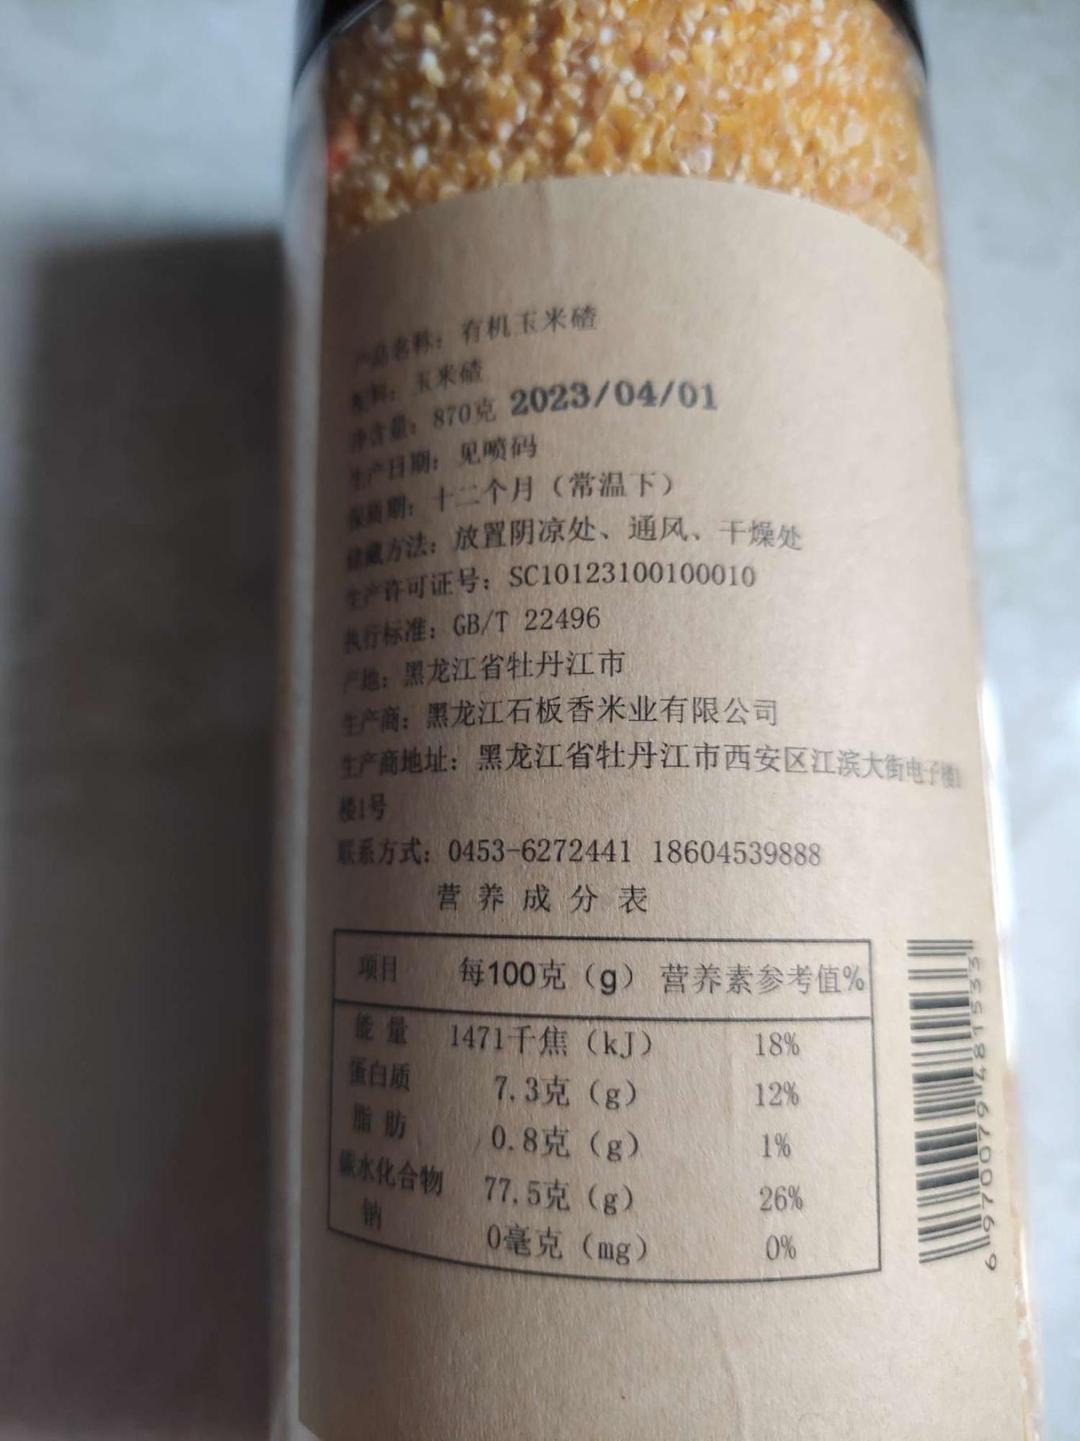 产品名称：有机玉米碴
配料：玉米碴
净含量：870克 2023/04/01
生产日期：见喷码
保质期：十二个月（常温下）
储藏方法：放置阴凉处、通风、干燥处
生产许可证号：SC10123100100010
执行标准：GB/T 22496
产地：黑龙江省牡丹江市
生产商：黑龙江石板香米业有限公司
生产商地址：黑龙江省牡丹江市西安区江滨大街电子楼
楼1号
联系方式：0453-6272441 18604539888
营养成分表
项目 每100克（g） 营养素参考值%
能量 1471千焦（kJ） 18%
蛋白质 7.3克（g） 12%
脂肪 0.8克（g） 1%
碳水化合物 77.5克（g） 26%
钠 0毫克（mg） 0%
6970079481533